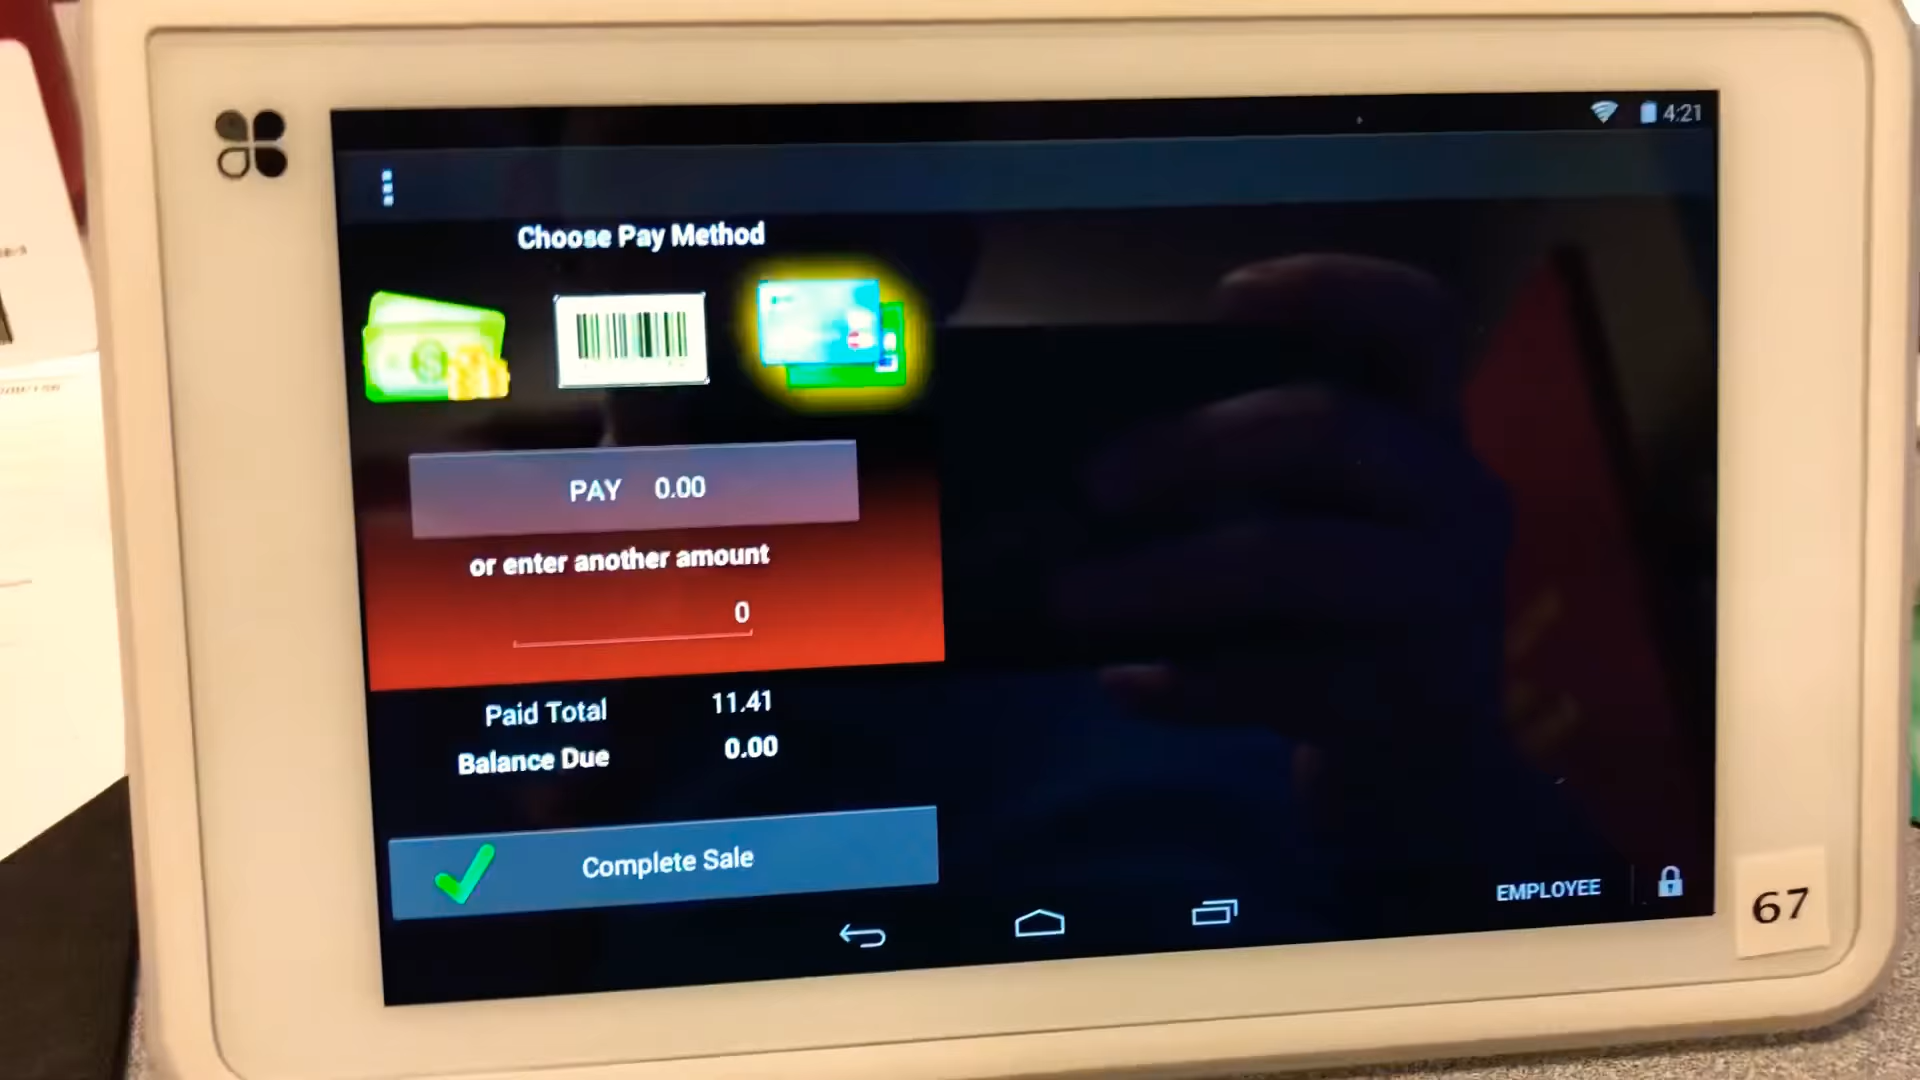 4:21
Choose Pay Method
PAY 0.00
or enter another amount
0
Paid Total 11.41
Balance Due 0.00
Complete Sale
EMPLOYEE
67